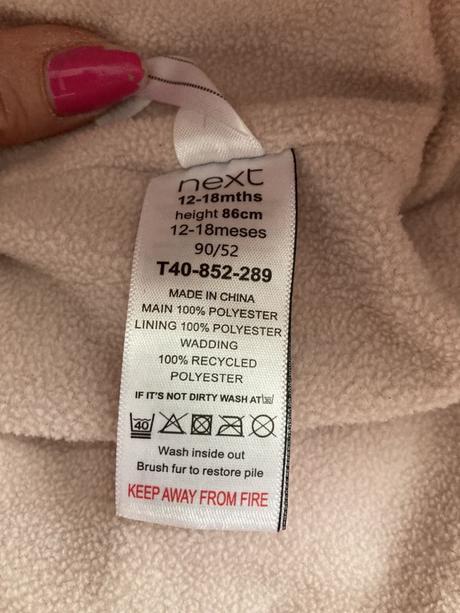 next
12-18mths
height 86cm
12-18meses
90/52
T40-852-289
MADE IN CHINA
MAIN 100% POLYESTER
LINING 100% POLYESTER
WADDING
100% RECYCLED
POLYESTER
IF IT'S NOT DIRTY WASH AT
40
Wash inside out
Brush fur to restore pile
KEEP AWAY FROM FIRE